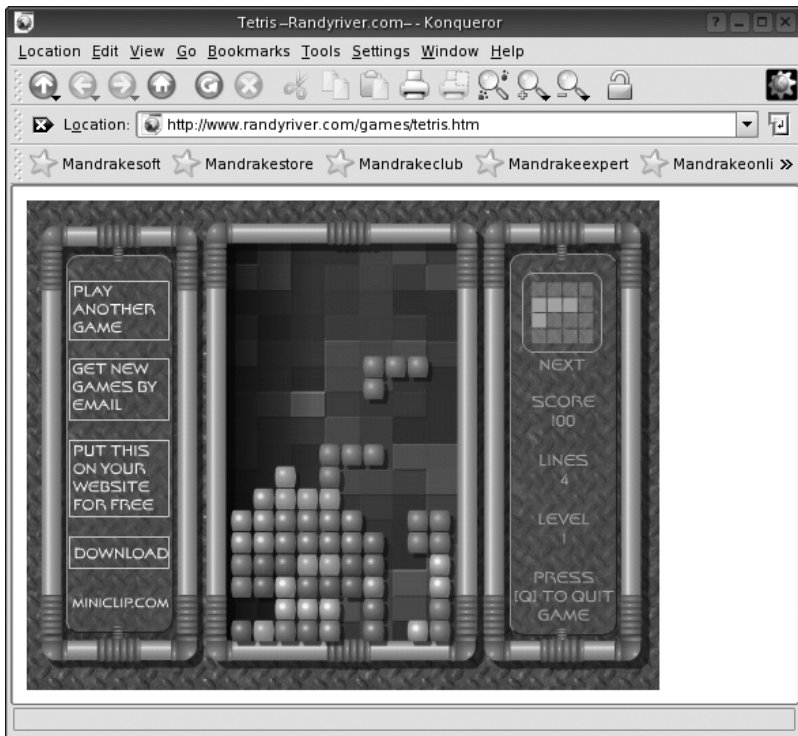 Tetris –Randyriver.com– - Konqueror
Location Edit View Go Bookmarks Tools Settings Window Help
Location: http://www.randyriver.com/games/tetris.htm
Mandrakesoft Mandrakestore Mandrakeclub Mandrakeexpert Mandrakeonli
PLAY
ANOTHER
GAME
GET NEW
GAMES BY
EMAIL
PUT THIS
ON YOUR
WEBSITE
FOR FREE
DOWNLOAD
MINICLIP.COM
NEXT
SCORE
100
LINES
4
LEVEL
1
PRESS
[Q] TO QUIT
GAME